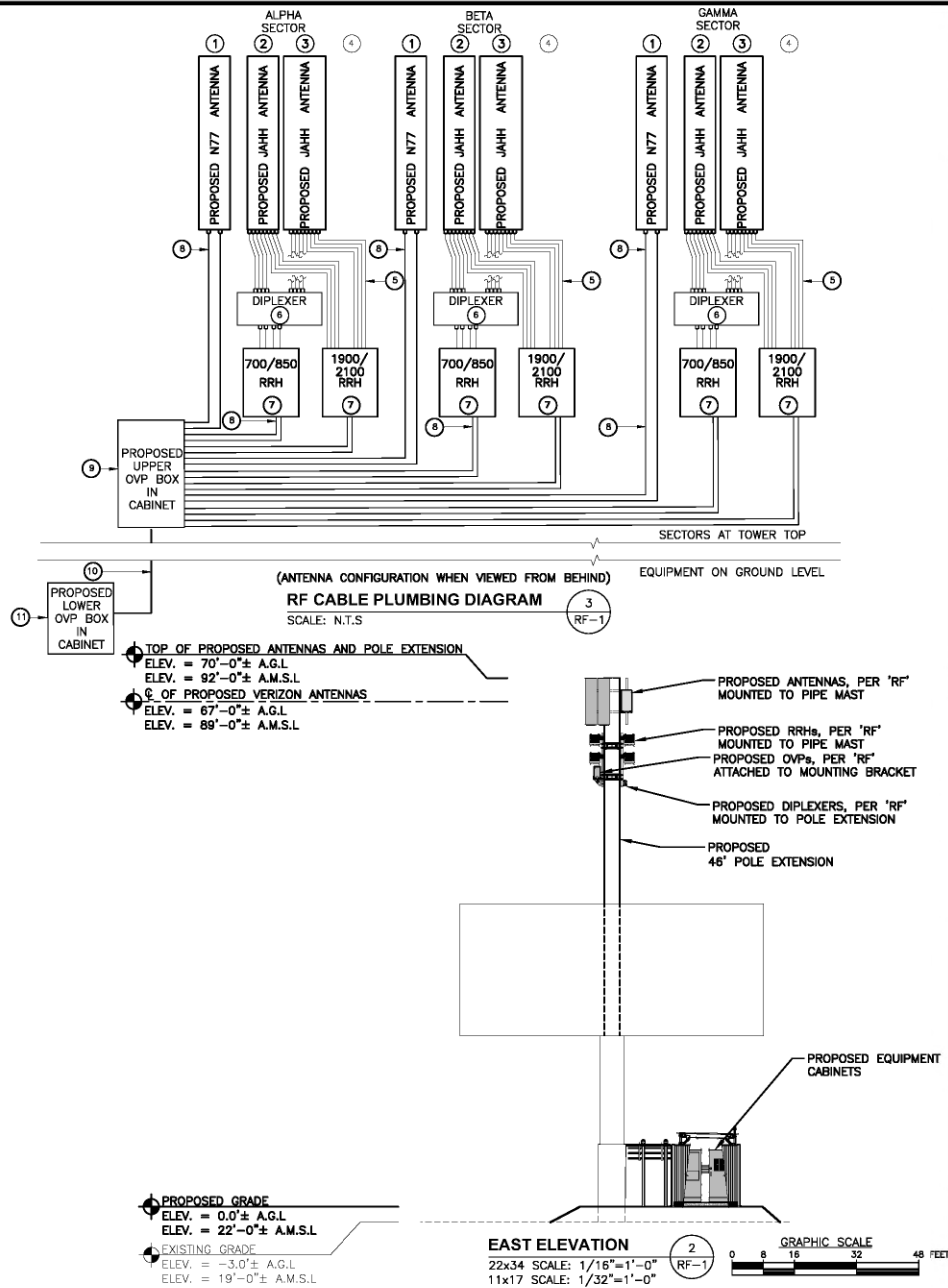 ALPHA
SECTOR
BETA
SECTOR
GAMMA
SECTOR
1 2 3 4 1 2 3 4 1 2 3 4
PROPOSED N77 ANTENNA
PROPOSED JAHH ANTENNA
PROPOSED JAHH ANTENNA
PROPOSED N77 ANTENNA
PROPOSED JAHH ANTENNA
PROPOSED JAHH ANTENNA
PROPOSED N77 ANTENNA
PROPOSED JAHH ANTENNA
PROPOSED JAHH ANTENNA
8 8 8
5 5 5
DIPLEXER
6
DIPLEXER
6
DIPLEXER
6
700/850
RRH
7
1900/
2100
RRH
7
700/850
RRH
7
1900/
2100
RRH
7
700/850
RRH
7
1900/
2100
RRH
7
8 8 8
9
PROPOSED
UPPER
OVP BOX
IN
CABINET
SECTORS AT TOWER TOP
EQUIPMENT ON GROUND LEVEL
10
11
PROPOSED
LOWER
OVP BOX
IN
CABINET
(ANTENNA CONFIGURATION WHEN VIEWED FROM BEHIND)
RF CABLE PLUMBING DIAGRAM
SCALE: N.T.S
3
RF-1
TOP OF PROPOSED ANTENNAS AND POLE EXTENSION
ELEV. = 70'-0"± A.G.L
ELEV. = 92'-0"± A.M.S.L
℄ OF PROPOSED VERIZON ANTENNAS
ELEV. = 67'-0"± A.G.L
ELEV. = 89'-0"± A.M.S.L
PROPOSED ANTENNAS, PER 'RF'
MOUNTED TO PIPE MAST
PROPOSED RRHs, PER 'RF'
MOUNTED TO PIPE MAST
PROPOSED OVPs, PER 'RF'
ATTACHED TO MOUNTING BRACKET
PROPOSED DIPLEXERS, PER 'RF'
MOUNTED TO POLE EXTENSION
PROPOSED
46' POLE EXTENSION
PROPOSED EQUIPMENT
CABINETS
PROPOSED GRADE
ELEV. = 0.0'± A.G.L
ELEV. = 22'-0"± A.M.S.L
EXISTING GRADE
ELEV. = -3.0'± A.G.L
ELEV. = 19'-0"± A.M.S.L
EAST ELEVATION
22x34 SCALE: 1/16"=1'-0"
11x17 SCALE: 1/32"=1'-0"
2
RF-1
GRAPHIC SCALE
0 8 16 32 48 FEET